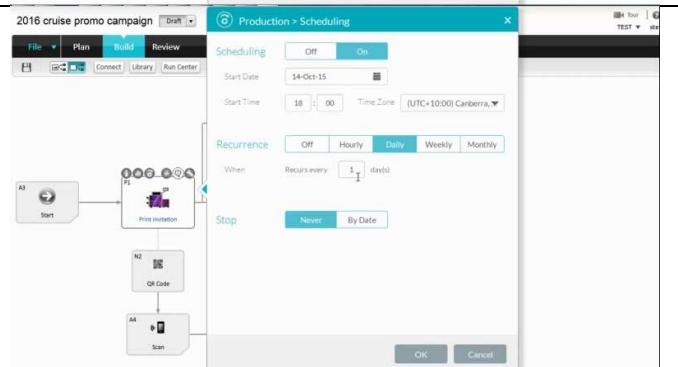 2016 cruise promo campaign Draft
Production > Scheduling
Tour
TEST
File Plan Build Review
Connect Library Run Center
Scheduling Off On
Start Date 14-Oct-15
Start Time 18 : 00 Time Zone (UTC+10:00) Canberra,
Recurrence Off Hourly Daily Weekly Monthly
When Recurs every 1 day(s)
Stop Never By Date
A3
Start
P1
Print Invitation
N2
QR Code
A4
Scan
OK Cancel